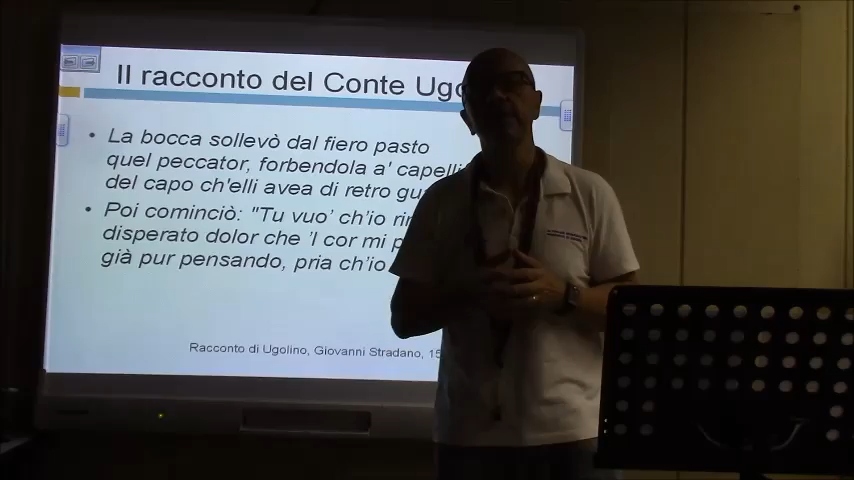 Il racconto del Conte Ugo
La bocca sollevò dal fiero pasto
quel peccator, forbendola a' capelli
del capo ch'elli avea di retro gu
Poi cominciò: "Tu vuo' ch'io rin
disperato dolor che 'l cor mi p
già pur pensando, pria ch'io
Racconto di Ugolino, Giovanni Stradano, 15